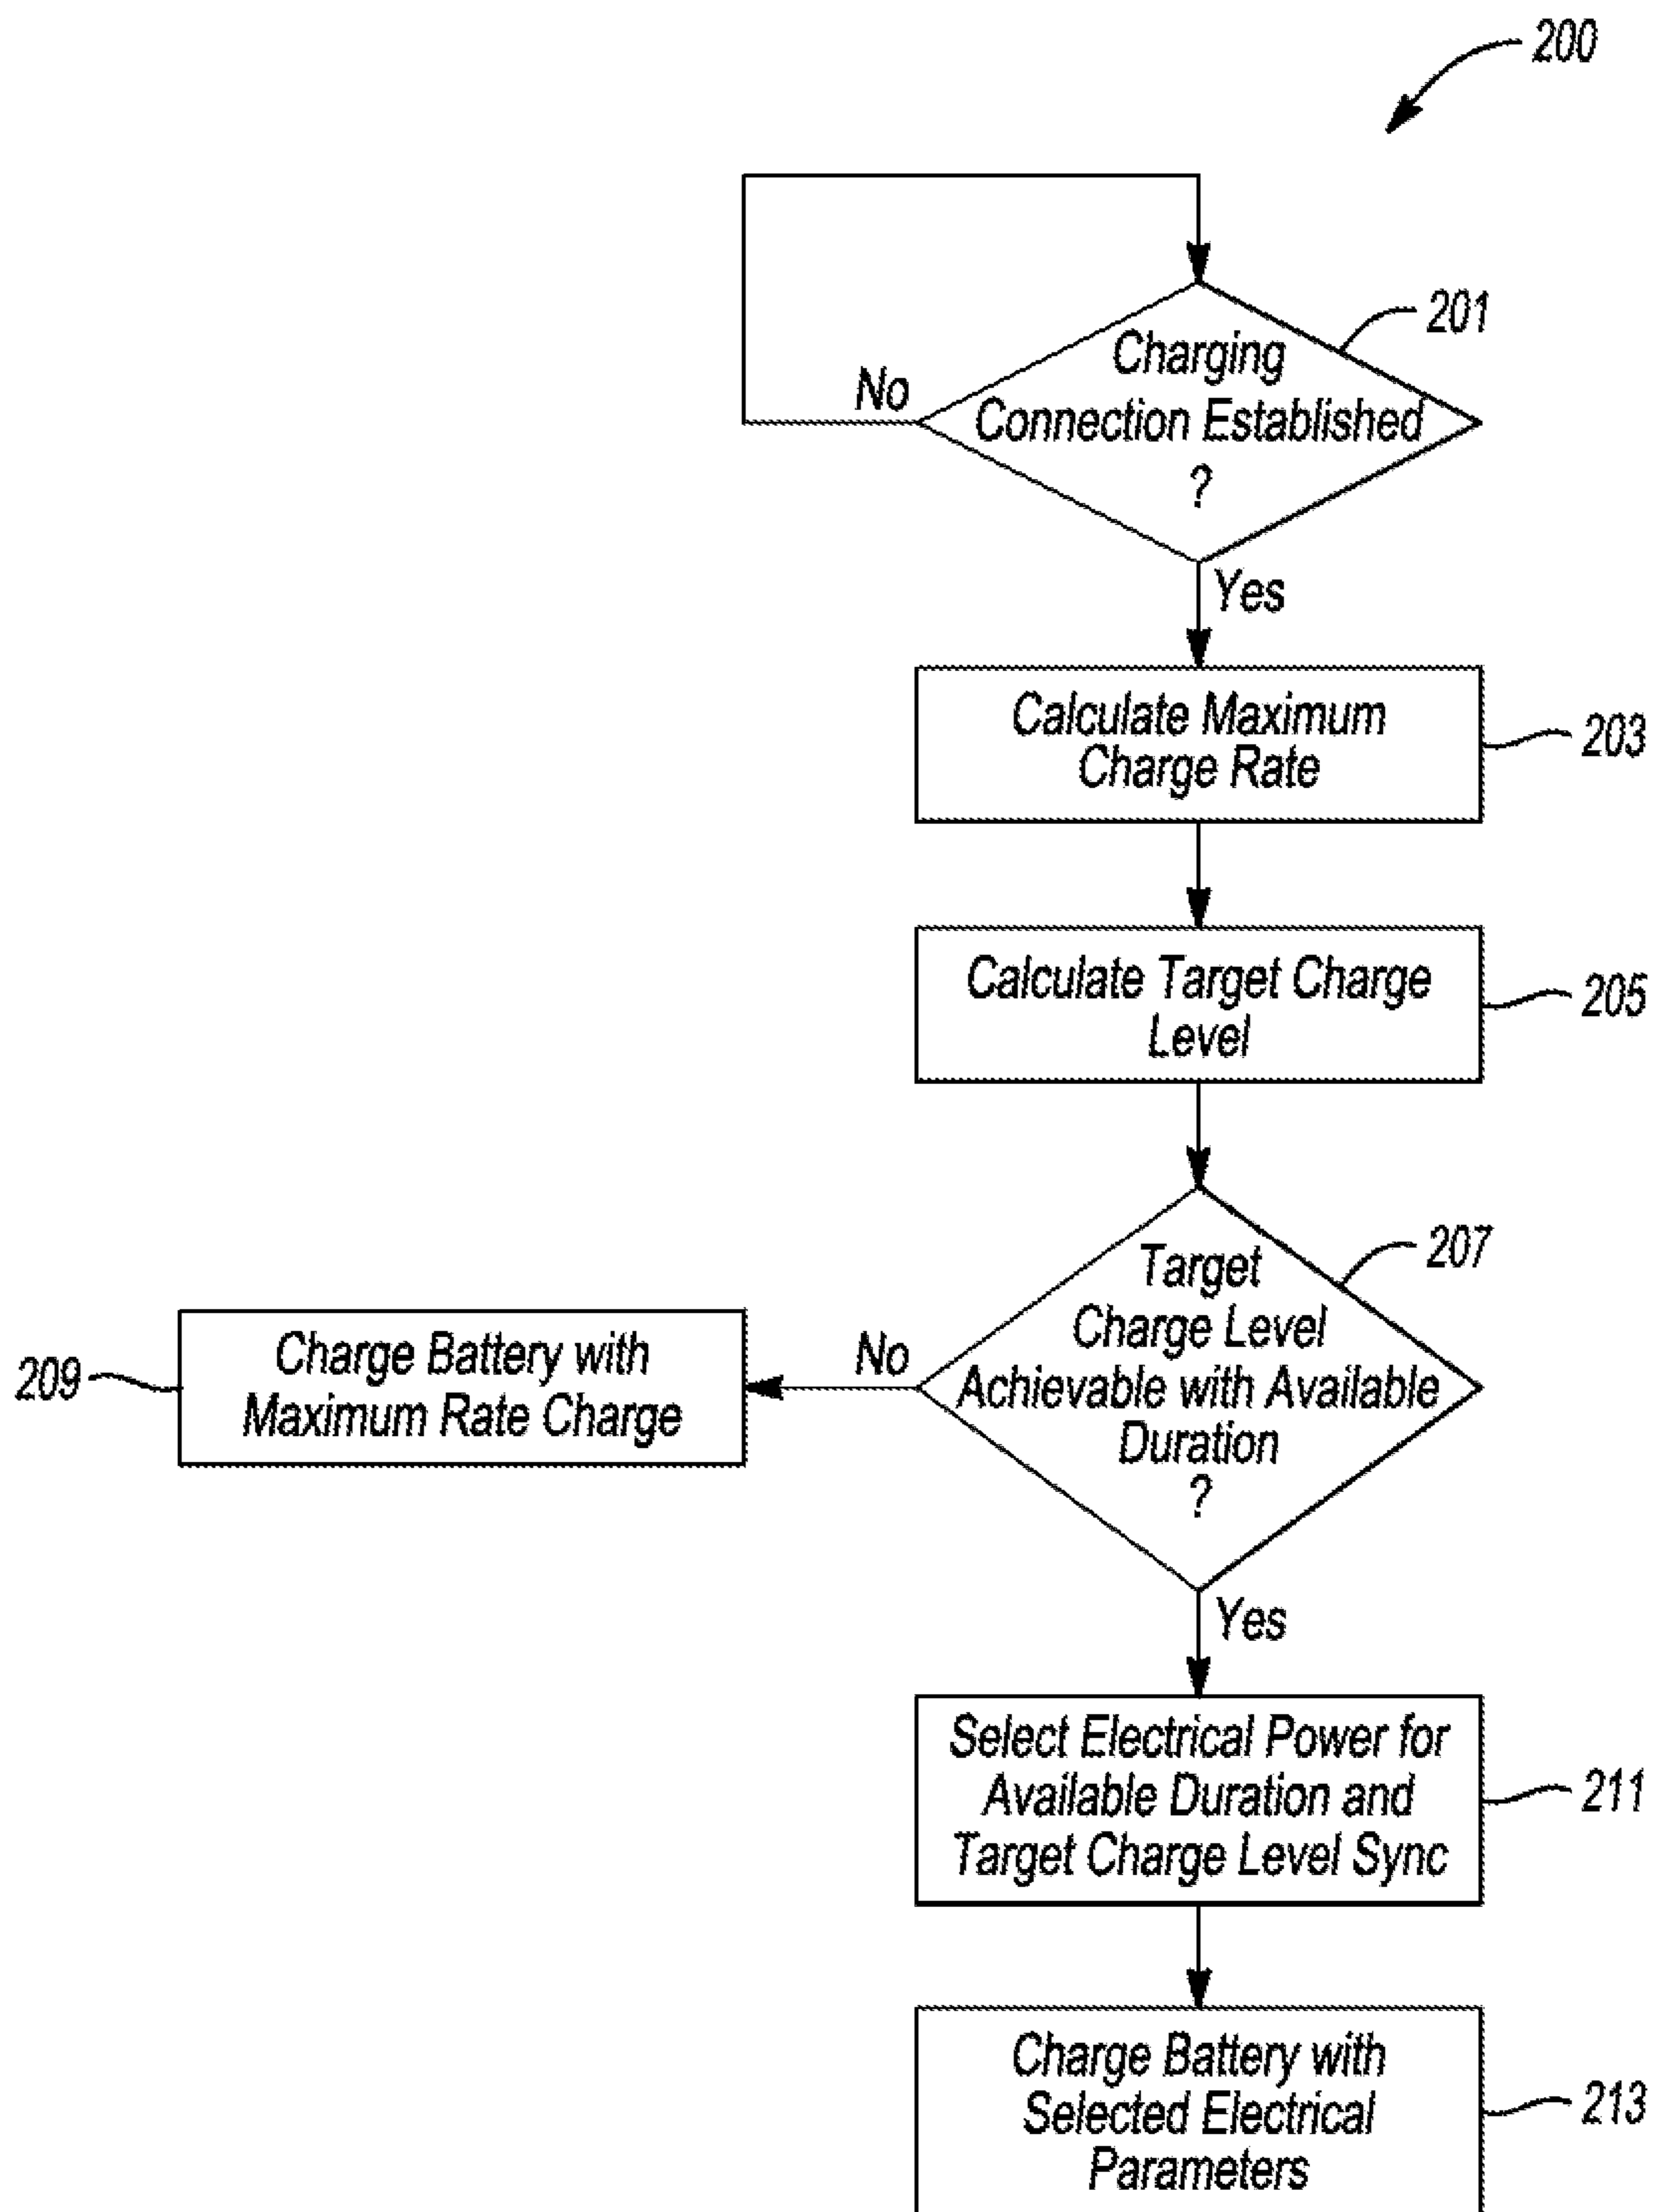 200
Charging
Connection Established
?
201
No
Yes
Calculate Maximum
Charge Rate
203
Calculate Target Charge
Level
205
Target
Charge Level
Achievable with Available
Duration
?
207
No
Charge Battery with
Maximum Rate Charge
209
Yes
Select Electrical Power for
Available Duration and
Target Charge Level Sync
211
Charge Battery with
Selected Electrical
Parameters
213